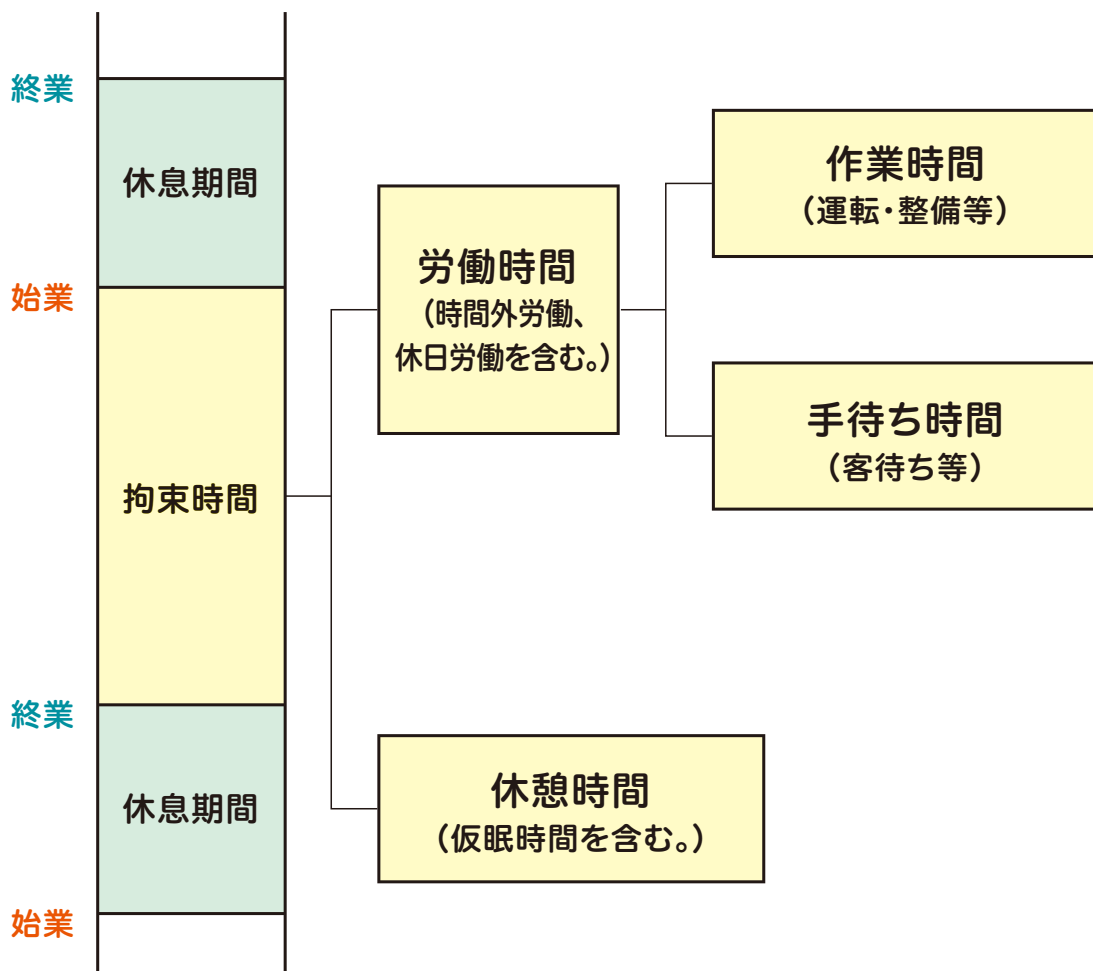 終業
休息期間
始業
拘束時間
終業
休息期間
始業
労働時間
（時間外労働、
休日労働を含む。）
作業時間
（運転・整備等）
手待ち時間
（客待ち等）
休憩時間
（仮眠時間を含む。）